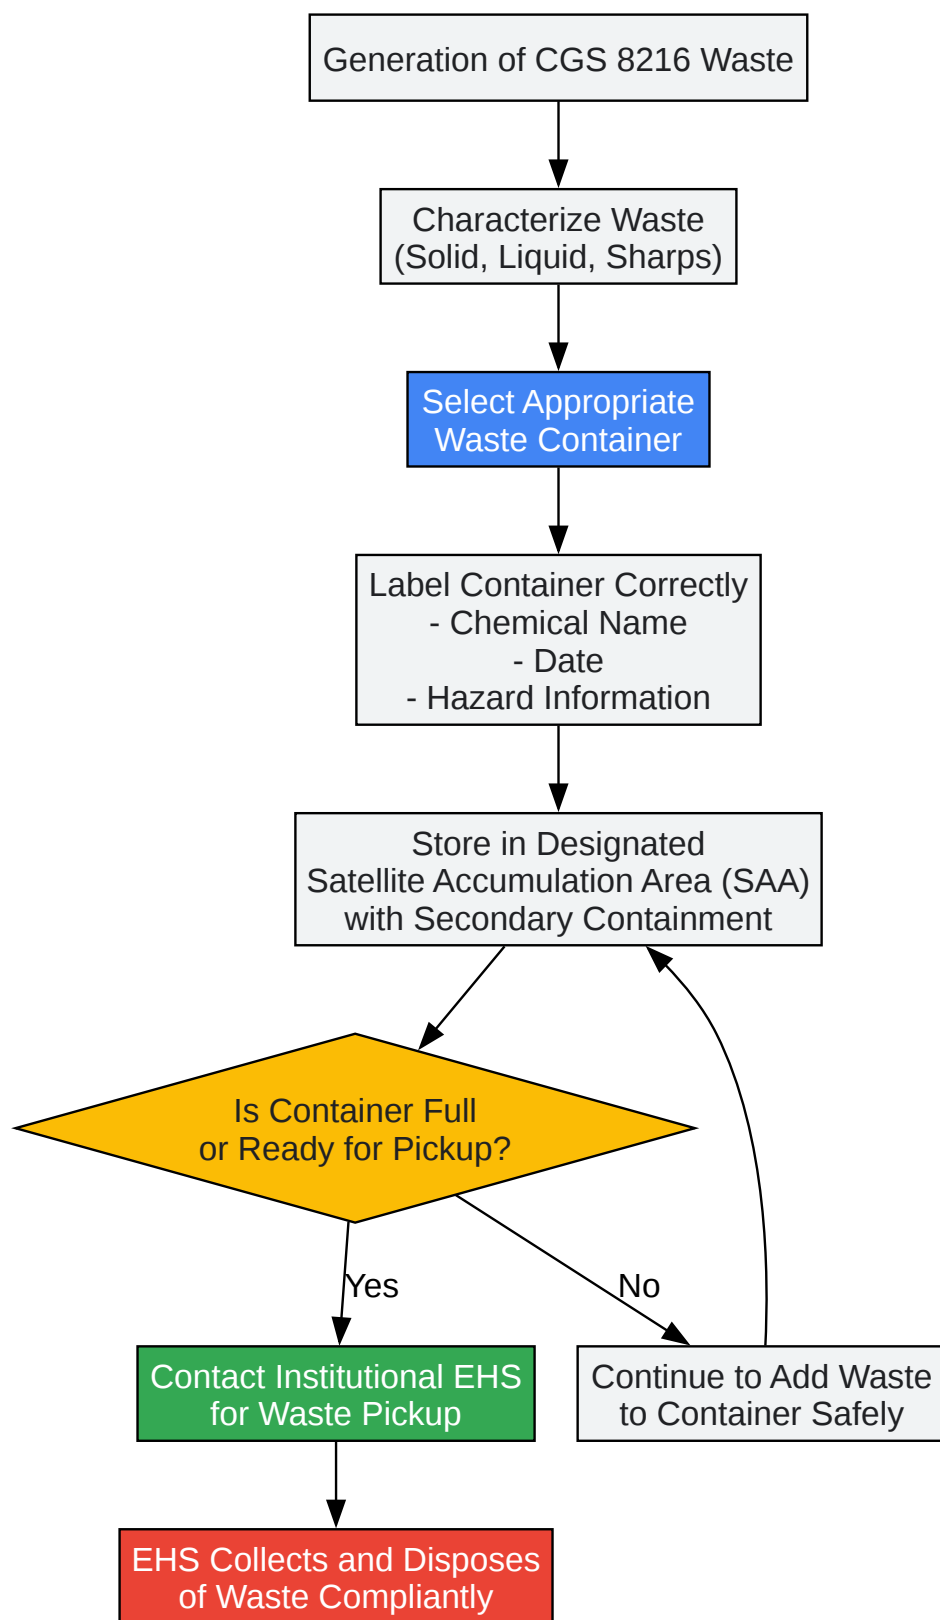 Generation of CGS 8216 Waste
Characterize Waste
(Solid, Liquid, Sharps)
Select Appropriate
Waste Container
Label Container Correctly
- Chemical Name
- Date
- Hazard Information
Store in Designated
Satellite Accumulation Area (SAA)
with Secondary Containment
Is Container Full
or Ready for Pickup?
Yes
No
Contact Institutional EHS
for Waste Pickup
Continue to Add Waste
to Container Safely
EHS Collects and Disposes
of Waste Compliantly